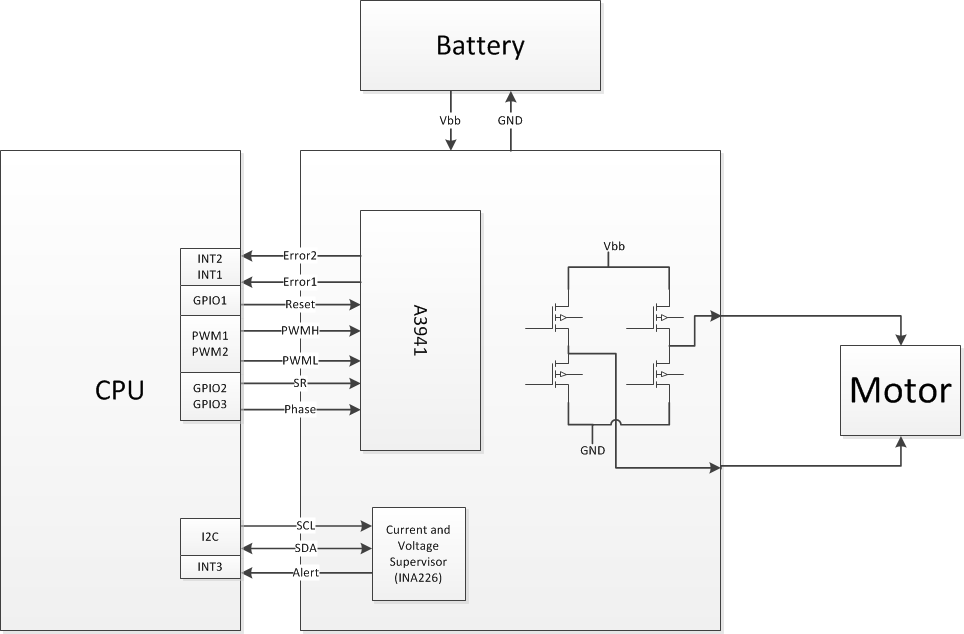 Battery
Vbb
GND
CPU
INT2
INT1
GPIO1
PWM1
PWM2
GPIO2
GPIO3
I2C
INT3
Error2
Error1
Reset
PWMH
PWML
SR
Phase
SCL
SDA
Alert
A3941
Current and
Voltage
Supervisor
(INA226)
Vbb
GND
Motor